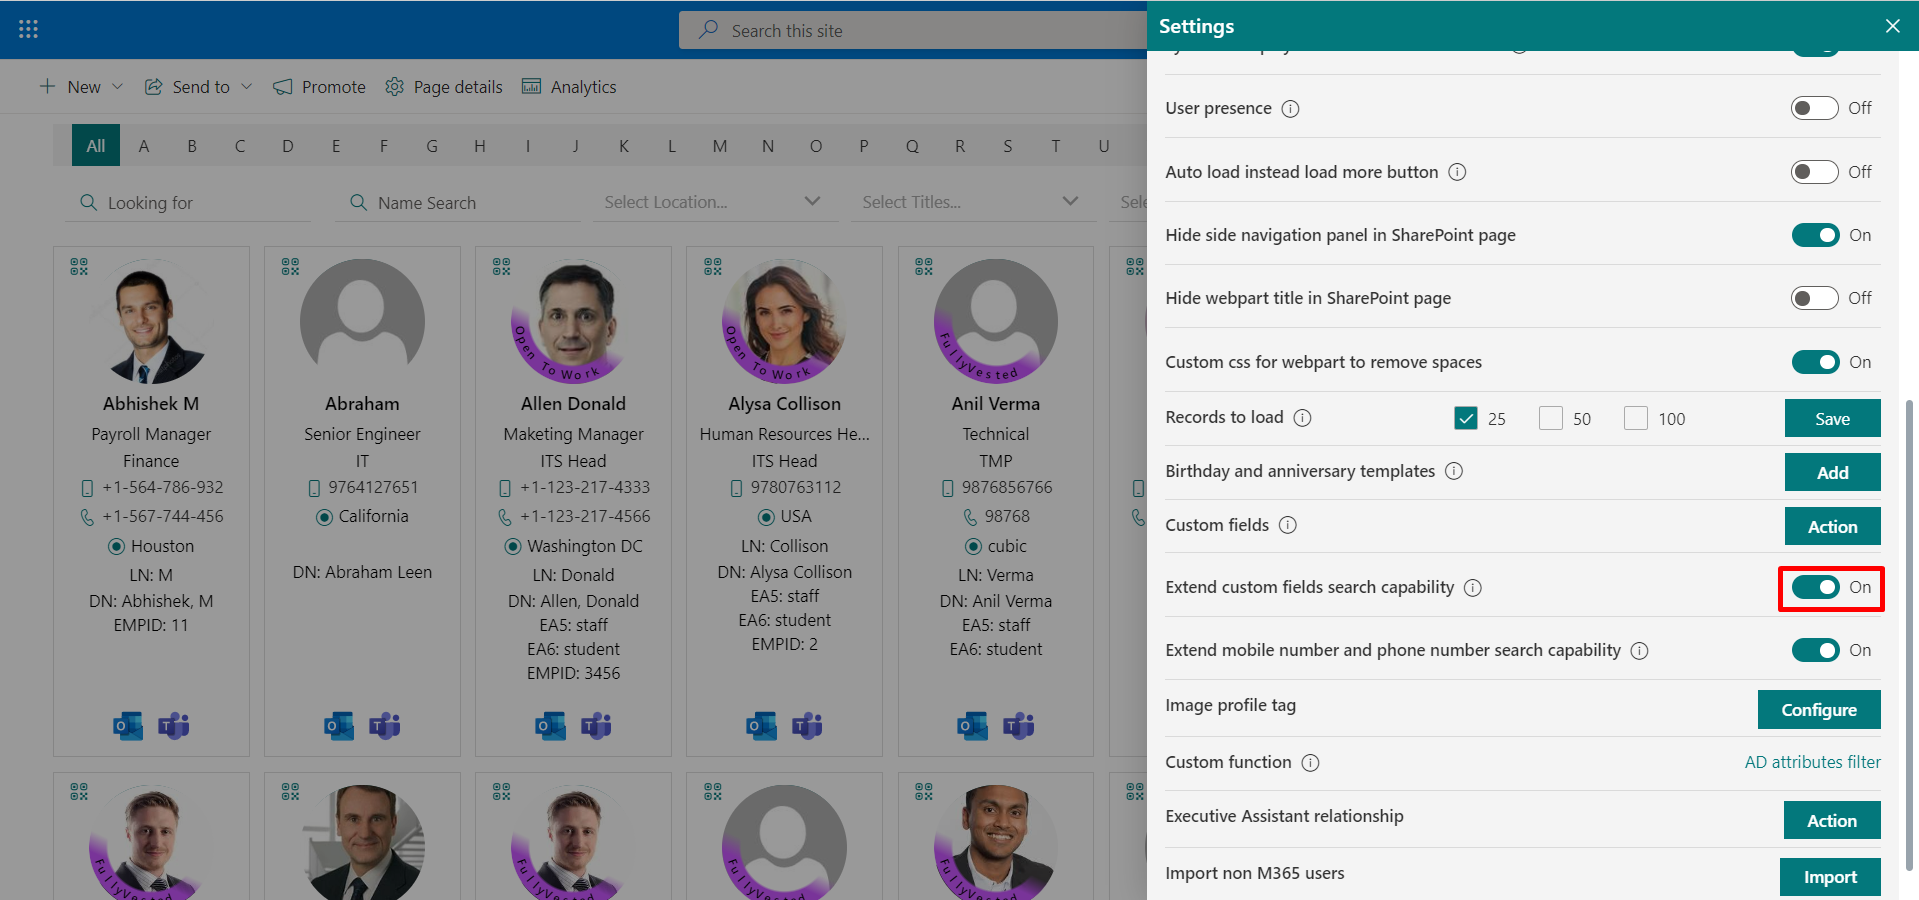 Search this site
New
Send to
Promote
Page details
Analytics
All A B C D E F G H I J K L M N O P Q R S T U
Looking for
Name Search
Select Location...
Select Titles...
Open To Work
Open To Work
FullyVested
Abhishek M
Payroll Manager
Finance
+1-564-786-932
+1-567-744-456
Houston
LN: M
DN: Abhishek, M
EMPID: 11
Abraham
Senior Engineer
IT
9764127651
California
DN: Abraham Leen
Allen Donald
Maketing Manager
ITS Head
+1-123-217-4333
+1-123-217-4566
Washington DC
LN: Donald
DN: Allen, Donald
EA5: staff
EA6: student
EMPID: 3456
Alysa Collison
Human Resources He...
ITS Head
9780763112
USA
LN: Collison
DN: Alysa Collison
EA5: staff
EA6: student
EMPID: 2
Anil Verma
Technical
TMP
9876856766
98768
cubic
LN: Verma
DN: Anil Verma
EA5: staff
EA6: student
FullyVested
FullyVested
FullyVested
FullyVested
Settings
User presence
Off
Auto load instead load more button
Off
Hide side navigation panel in SharePoint page
On
Hide webpart title in SharePoint page
Off
Custom css for webpart to remove spaces
On
Records to load
25
50
100
Save
Birthday and anniversary templates
Add
Custom fields
Action
Extend custom fields search capability
On
Extend mobile number and phone number search capability
On
Image profile tag
Configure
Custom function
AD attributes filter
Executive Assistant relationship
Action
Import non M365 users
Import